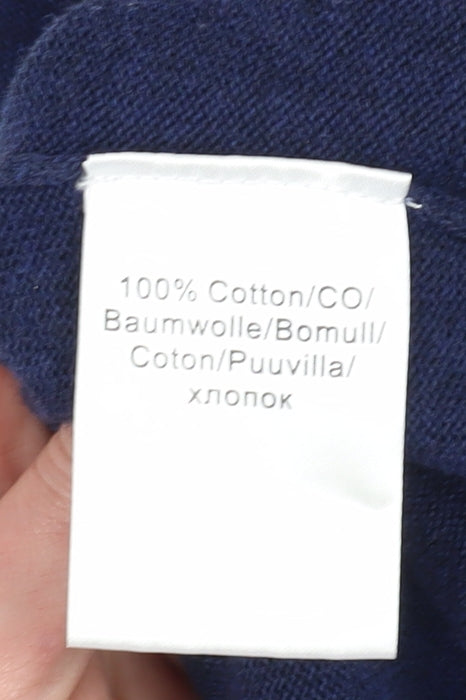 100% Cotton/CO/
Baumwolle/Bomull/
Coton/Puuvilla/
хлопок